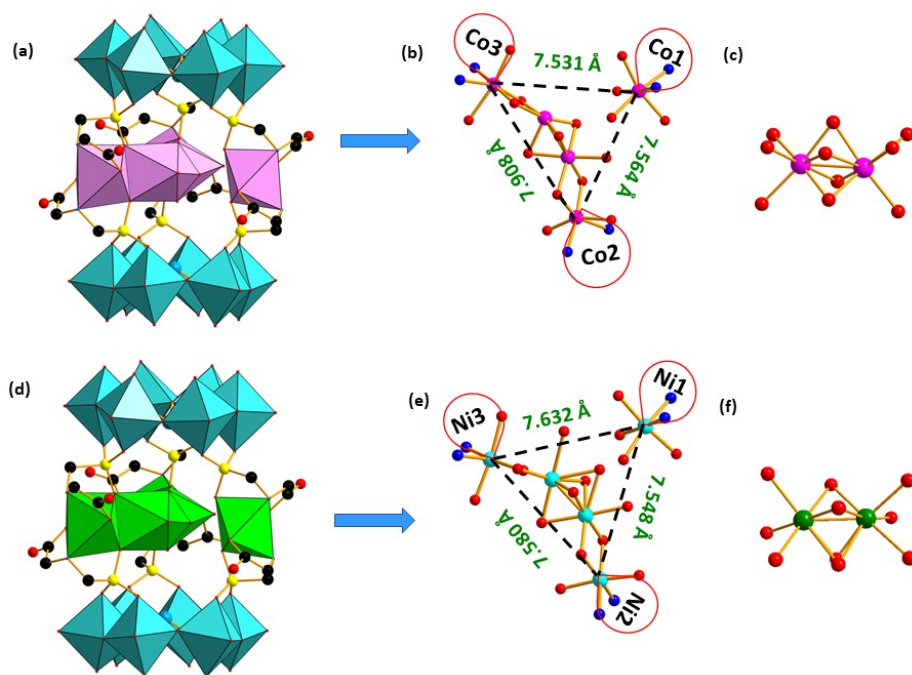 (a)
(b)
Co3
7.531 Å
Co1
(c)
7.908 Å
7.564 Å
Co2
(d)
(e)
Ni3
7.632 Å
Ni1
(f)
7.580 Å
7.548 Å
Ni2